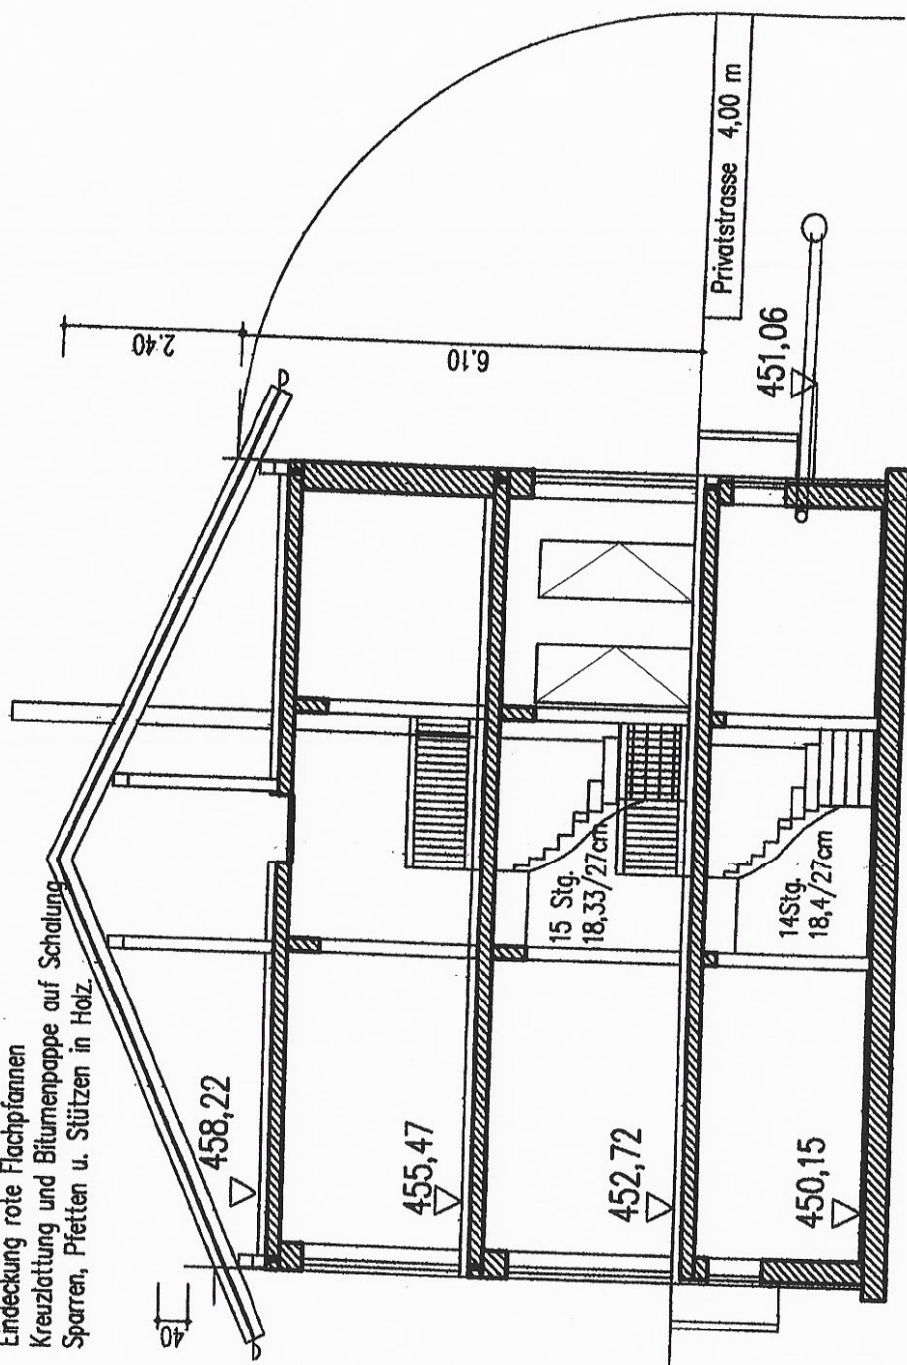 Eindeckung rote Flachpfannen
Kreuzlattung und Bitumenpappe auf Schalung
Sparren, Pfetten u. Stützen in Holz.
40
2.40
6.10
458,22
455,47
452,72
450,15
15 Stg.
18,33/27cm
14Stg.
18,4/27cm
Privatstrasse 4,00 m
451,06